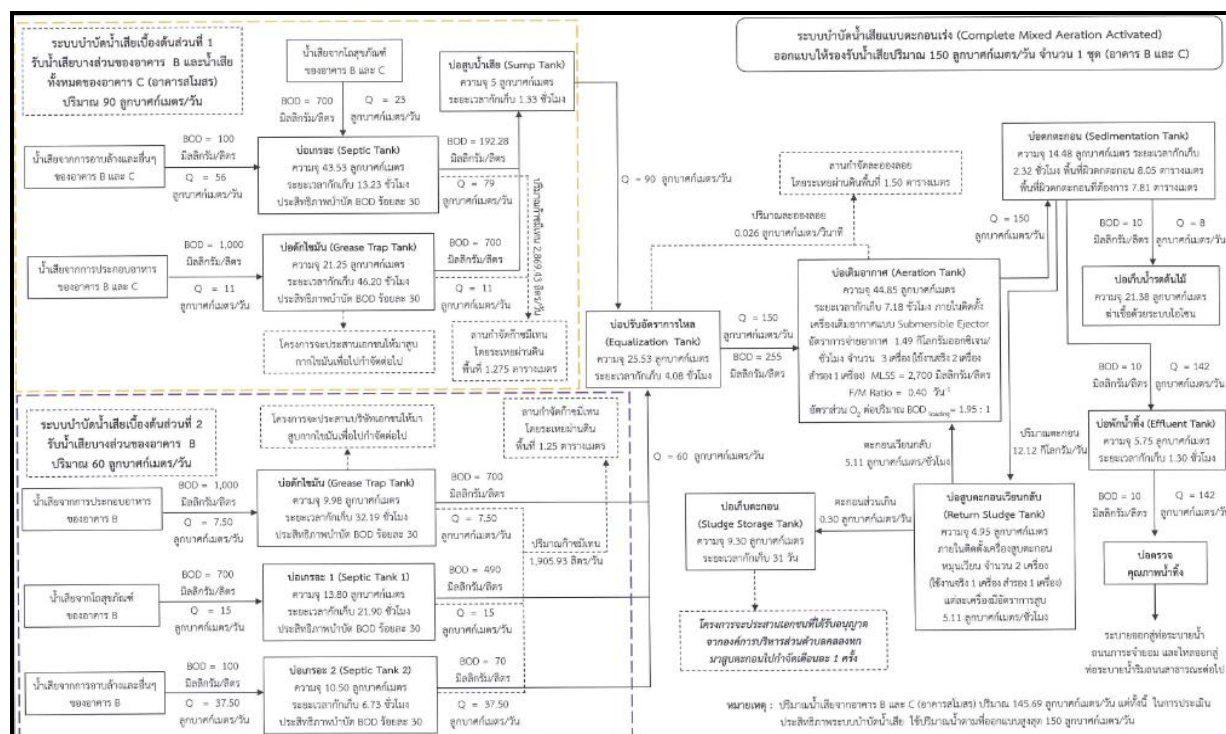 ระบบบำบัดน้ำเสียแบบตะกอนเร่ง (Complete Mixed Aeration Activated)
ออกแบบให้รองรับน้ำเสียปริมาณ 150 ลูกบาศก์เมตร/วัน จำนวน 1 ชุด (อาคาร B และ C)
ระบบบำบัดน้ำเสียเบื้องต้นส่วนที่ 1
รับน้ำเสียบางส่วนของอาคาร B และน้ำเสีย
ทั้งหมดของอาคาร C (อาคารสโมสร)
ปริมาณ 90 ลูกบาศก์เมตร/วัน
น้ำเสียจากโถสุขภัณฑ์
ของอาคาร B และ C
BOD = 700
มิลลิกรัม/ลิตร
Q = 23
ลูกบาศก์เมตร/วัน
บ่อสูบน้ำเสีย (Sump Tank)
ความจุ 5 ลูกบาศก์เมตร
ระยะเวลากักเก็บ 1.33 ชั่วโมง
น้ำเสียจากการอาบล้างและอื่นๆ
ของอาคาร B และ C
BOD = 100
มิลลิกรัม/ลิตร
Q = 56
ลูกบาศก์เมตร/วัน
บ่อเกรอะ (Septic Tank)
ความจุ 43.53 ลูกบาศก์เมตร
ระยะเวลากักเก็บ 13.23 ชั่วโมง
ประสิทธิภาพบำบัด BOD ร้อยละ 30
BOD = 192.28
มิลลิกรัม/ลิตร
Q = 79
ลูกบาศก์เมตร/วัน
ปริมาณก๊าซมีเทน 2,869.43 ลิตร/วัน
น้ำเสียจากการประกอบอาหาร
ของอาคาร B และ C
BOD = 1,000
มิลลิกรัม/ลิตร
Q = 11
ลูกบาศก์เมตร/วัน
บ่อดักไขมัน (Grease Trap Tank)
ความจุ 21.25 ลูกบาศก์เมตร
ระยะเวลากักเก็บ 46.20 ชั่วโมง
ประสิทธิภาพบำบัด BOD ร้อยละ 30
BOD = 700
มิลลิกรัม/ลิตร
Q = 11
ลูกบาศก์เมตร/วัน
โครงการจะประสานเอกชนให้มาสูบ
กากไขมันเพื่อไปกำจัดต่อไป
ลานกำจัดก๊าซมีเทน
โดยระเหยผ่านดิน
พื้นที่ 1.275 ตารางเมตร
Q = 90 ลูกบาศก์เมตร/วัน
ลานกำจัดละอองลอย
โดยระเหยผ่านดินพื้นที่ 1.50 ตารางเมตร
ปริมาณละอองลอย
0.026 ลูกบาศก์เมตร/วินาที
บ่อปรับอัตราการไหล
(Equalization Tank)
ความจุ 25.53 ลูกบาศก์เมตร
ระยะเวลากักเก็บ 4.08 ชั่วโมง
Q = 150
ลูกบาศก์เมตร/วัน
BOD = 255
มิลลิกรัม/ลิตร
บ่อเติมอากาศ (Aeration Tank)
ความจุ 44.85 ลูกบาศก์เมตร
ระยะเวลากักเก็บ 7.18 ชั่วโมง ภายในติดตั้ง
เครื่องเติมอากาศแบบ Submersible Ejector
อัตราการจ่ายอากาศ 1.49 กิโลกรัมออกซิเจน/
ชั่วโมง จำนวน 3 เครื่อง (ใช้งานจริง 2 เครื่อง
สำรอง 1 เครื่อง) MLSS = 2,700 มิลลิกรัม/ลิตร
F/M Ratio = 0.40 วัน⁻¹
อัตราส่วน O₂ ต่อปริมาณ BOD loading = 1.95 : 1
Q = 150
ลูกบาศก์เมตร/วัน
บ่อตกตะกอน (Sedimentation Tank)
ความจุ 14.48 ลูกบาศก์เมตร ระยะเวลากักเก็บ
2.32 ชั่วโมง พื้นที่ผิวตกตะกอน 8.05 ตารางเมตร
พื้นที่ผิวตกตะกอนที่ต้องการ 7.81 ตารางเมตร
BOD = 10
มิลลิกรัม/ลิตร
Q = 8
ลูกบาศก์เมตร/วัน
บ่อเก็บน้ำรดต้นไม้
ความจุ 21.38 ลูกบาศก์เมตร
ฆ่าเชื้อด้วยระบบโอโซน
BOD = 10
มิลลิกรัม/ลิตร
Q = 142
ลูกบาศก์เมตร/วัน
บ่อพักน้ำทิ้ง (Effluent Tank)
ความจุ 5.75 ลูกบาศก์เมตร
ระยะเวลากักเก็บ 1.30 ชั่วโมง
BOD = 10
มิลลิกรัม/ลิตร
Q = 142
ลูกบาศก์เมตร/วัน
บ่อตรวจ
คุณภาพน้ำทิ้ง
ระบายออกสู่ท่อระบายน้ำ
ถนนภาระจำยอม และไหลออกสู่
ท่อระบายน้ำริมถนนสาธารณะต่อไป
ปริมาณตะกอน
12.12 กิโลกรัม/วัน
ตะกอนเวียนกลับ
5.11 ลูกบาศก์เมตร/ชั่วโมง
บ่อสูบตะกอนเวียนกลับ
(Return Sludge Tank)
ความจุ 4.95 ลูกบาศก์เมตร
ภายในติดตั้งเครื่องสูบตะกอน
หมุนเวียน จำนวน 2 เครื่อง
(ใช้งานจริง 1 เครื่อง สำรอง 1 เครื่อง)
แต่ละเครื่องมีอัตราการสูบ
5.11 ลูกบาศก์เมตร/ชั่วโมง
ตะกอนส่วนเกิน
0.30 ลูกบาศก์เมตร/วัน
บ่อเก็บตะกอน
(Sludge Storage Tank)
ความจุ 9.30 ลูกบาศก์เมตร
ระยะเวลากักเก็บ 31 วัน
โครงการจะประสานเอกชนที่ได้รับอนุญาต
จากองค์การบริหารส่วนตำบลคลองหก
มาสูบตะกอนไปกำจัดเดือนละ 1 ครั้ง
ระบบบำบัดน้ำเสียเบื้องต้นส่วนที่ 2
รับน้ำเสียบางส่วนของอาคาร B
ปริมาณ 60 ลูกบาศก์เมตร/วัน
โครงการจะประสานบริษัทเอกชนให้มา
สูบกากไขมันเพื่อไปกำจัดต่อไป
ลานกำจัดก๊าซมีเทน
โดยระเหยผ่านดิน
พื้นที่ 1.25 ตารางเมตร
Q = 60 ลูกบาศก์เมตร/วัน
น้ำเสียจากการประกอบอาหาร
ของอาคาร B
BOD = 1,000
มิลลิกรัม/ลิตร
Q = 7.50
ลูกบาศก์เมตร/วัน
บ่อดักไขมัน (Grease Trap Tank)
ความจุ 9.98 ลูกบาศก์เมตร
ระยะเวลากักเก็บ 32.19 ชั่วโมง
ประสิทธิภาพบำบัด BOD ร้อยละ 30
BOD = 700
มิลลิกรัม/ลิตร
Q = 7.50
ลูกบาศก์เมตร/วัน
ปริมาณก๊าซมีเทน
1,905.93 ลิตร/วัน
น้ำเสียจากโถสุขภัณฑ์
ของอาคาร B
BOD = 700
มิลลิกรัม/ลิตร
Q = 15
ลูกบาศก์เมตร/วัน
บ่อเกรอะ 1 (Septic Tank 1)
ความจุ 13.80 ลูกบาศก์เมตร
ระยะเวลากักเก็บ 21.90 ชั่วโมง
ประสิทธิภาพบำบัด BOD ร้อยละ 30
BOD = 490
มิลลิกรัม/ลิตร
Q = 15
ลูกบาศก์เมตร/วัน
น้ำเสียจากการอาบล้างและอื่นๆ
ของอาคาร B
BOD = 100
มิลลิกรัม/ลิตร
Q = 37.50
ลูกบาศก์เมตร/วัน
บ่อเกรอะ 2 (Septic Tank 2)
ความจุ 10.50 ลูกบาศก์เมตร
ระยะเวลากักเก็บ 6.73 ชั่วโมง
ประสิทธิภาพบำบัด BOD ร้อยละ 30
BOD = 70
มิลลิกรัม/ลิตร
Q = 37.50
ลูกบาศก์เมตร/วัน
หมายเหตุ : ปริมาณน้ำเสียจากอาคาร B และ C (อาคารสโมสร) ปริมาณ 145.69 ลูกบาศก์เมตร/วัน แต่ทั้งนี้ ในการประเมิน
ประสิทธิภาพระบบบำบัดน้ำเสีย ใช้ปริมาณน้ำตามที่ออกแบบสูงสุด 150 ลูกบาศก์เมตร/วัน